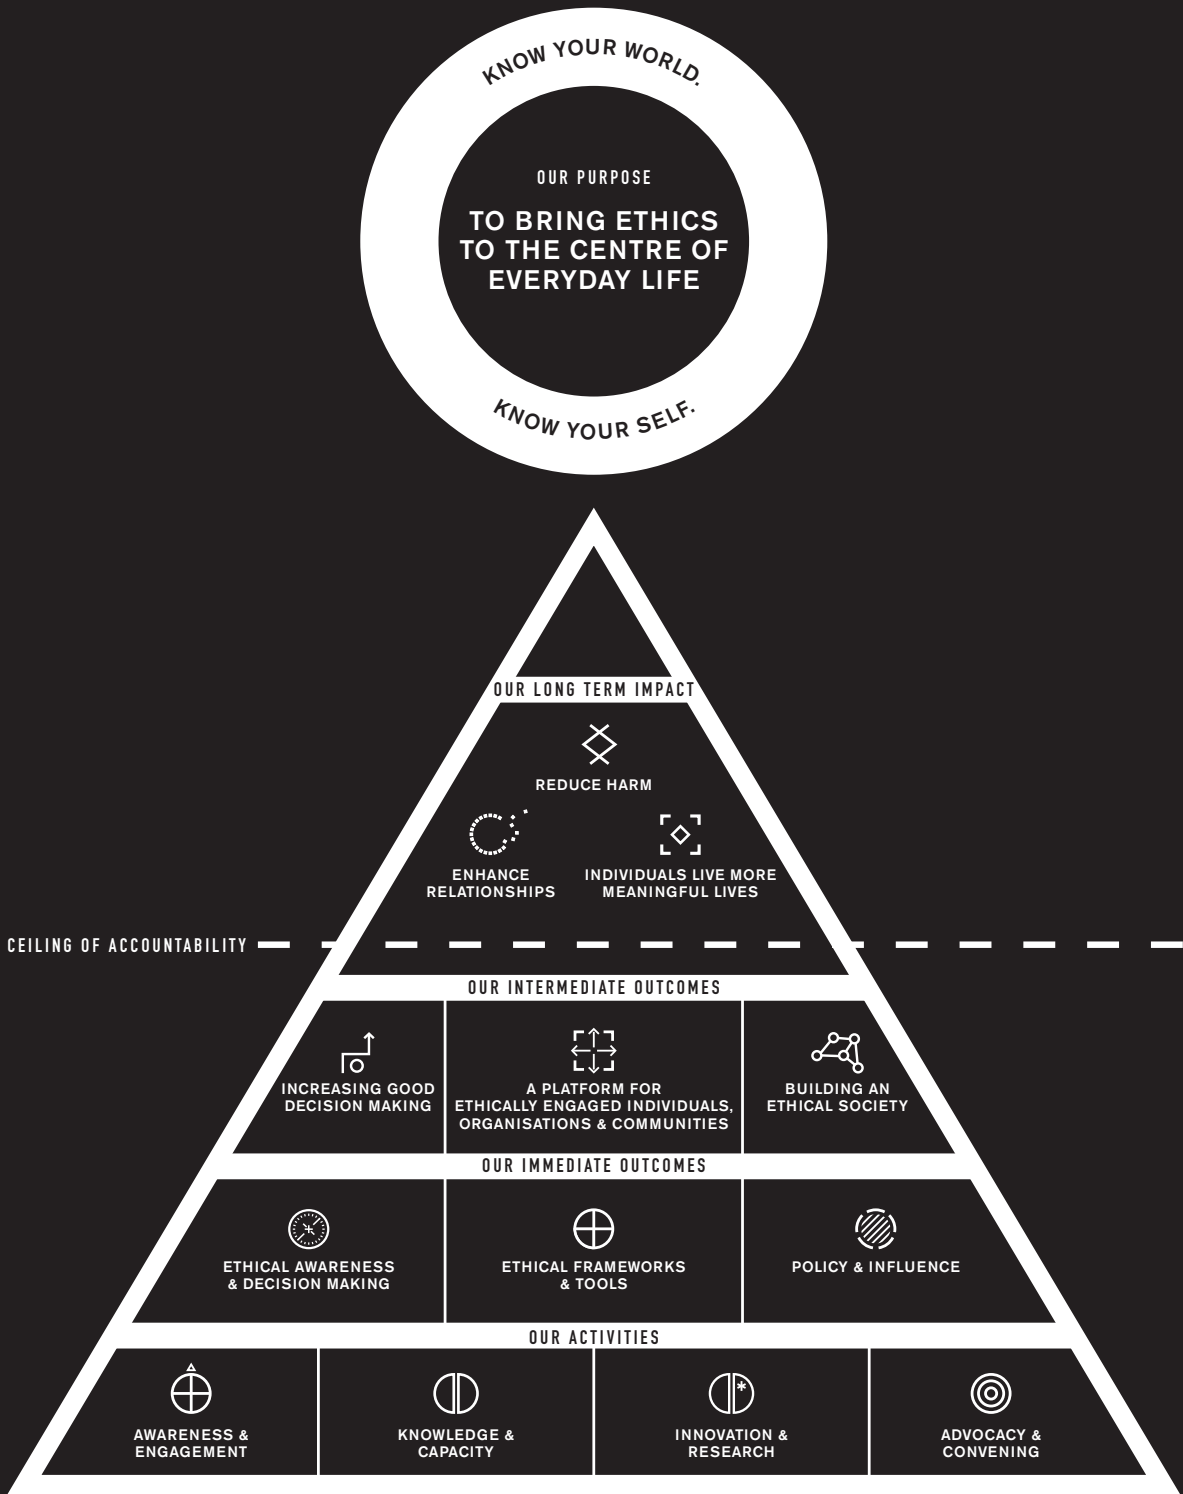 KNOW YOUR WORLD.
OUR PURPOSE
TO BRING ETHICS
TO THE CENTRE OF
EVERYDAY LIFE
KNOW YOUR SELF.
OUR LONG TERM IMPACT
REDUCE HARM
ENHANCE
RELATIONSHIPS
INDIVIDUALS LIVE MORE
MEANINGFUL LIVES
CEILING OF ACCOUNTABILITY
OUR INTERMEDIATE OUTCOMES
INCREASING GOOD
DECISION MAKING
A PLATFORM FOR
ETHICALLY ENGAGED INDIVIDUALS,
ORGANISATIONS & COMMUNITIES
BUILDING AN
ETHICAL SOCIETY
OUR IMMEDIATE OUTCOMES
ETHICAL AWARENESS
& DECISION MAKING
ETHICAL FRAMEWORKS
& TOOLS
POLICY & INFLUENCE
OUR ACTIVITIES
AWARENESS &
ENGAGEMENT
KNOWLEDGE &
CAPACITY
INNOVATION &
RESEARCH
ADVOCACY &
CONVENING